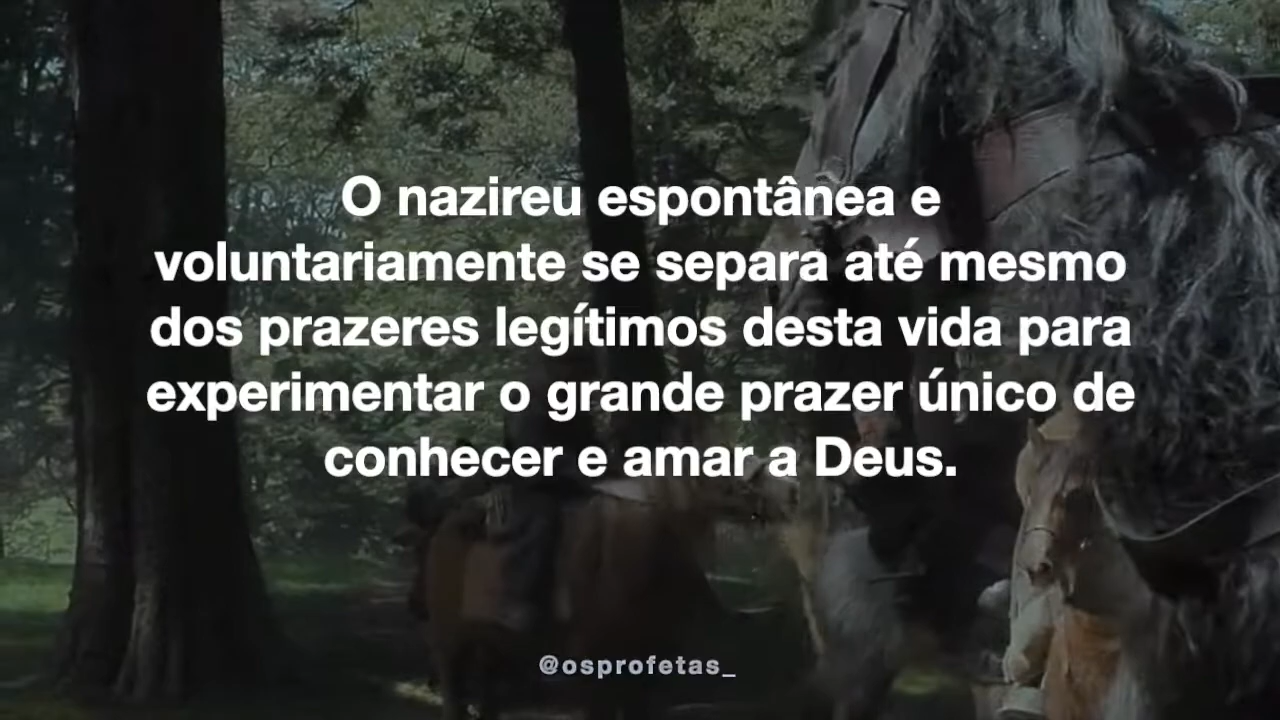 O nazireu espontânea e
voluntariamente se separa até mesmo
dos prazeres legítimos desta vida para
experimentar o grande prazer único de
conhecer e amar a Deus.
@osprofetas_